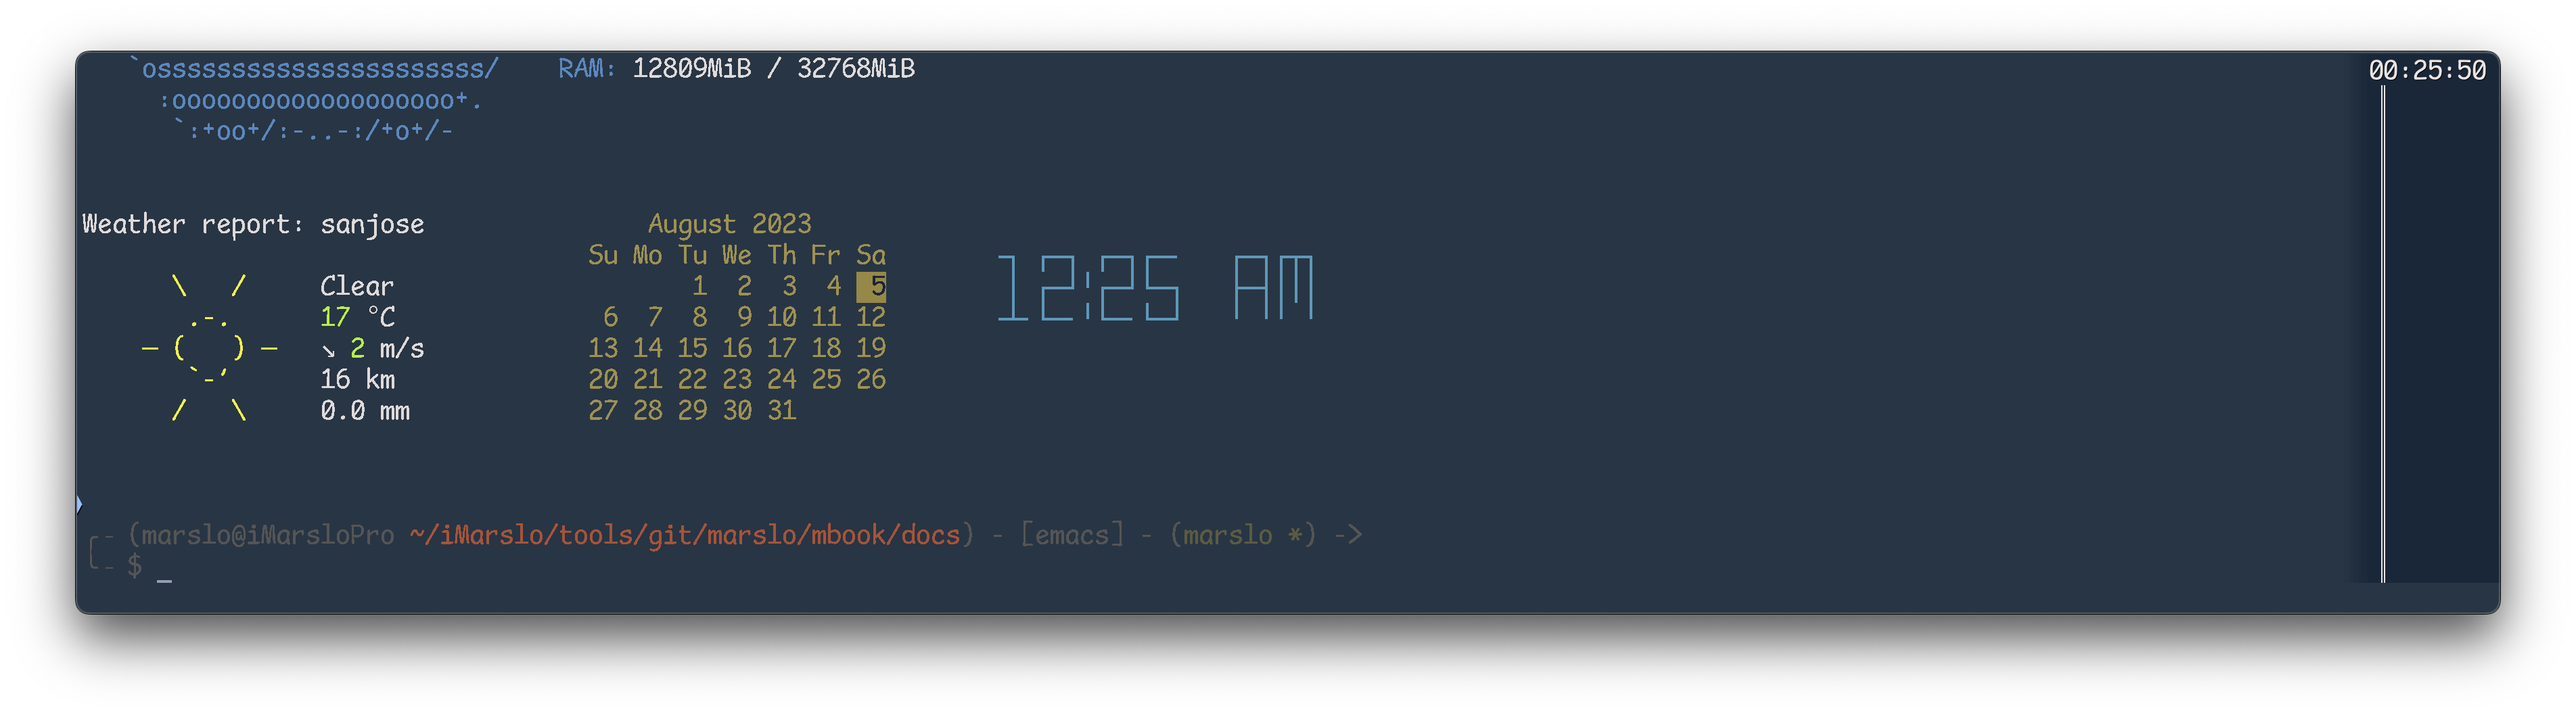 `ossssssssssssssssssssss/    RAM: 12809MiB / 32768MiB    00:25:50
:ooooooooooooooooooo+.
`:+oo+/:-..-:/+o+/-
Weather report: sanjose    August 2023
Su Mo Tu We Th Fr Sa
\   /    Clear    1 2 3 4 5    12:25 AM
.-.    17 °C    6 7 8 9 10 11 12
― (   ) ―    ↘ 2 m/s    13 14 15 16 17 18 19
`-’    16 km    20 21 22 23 24 25 26
/   \    0.0 mm    27 28 29 30 31
╭╴- (marslo@iMarsloPro ~/iMarslo/tools/git/marslo/mbook/docs) - [emacs] - (marslo *) ->
╰- $ _